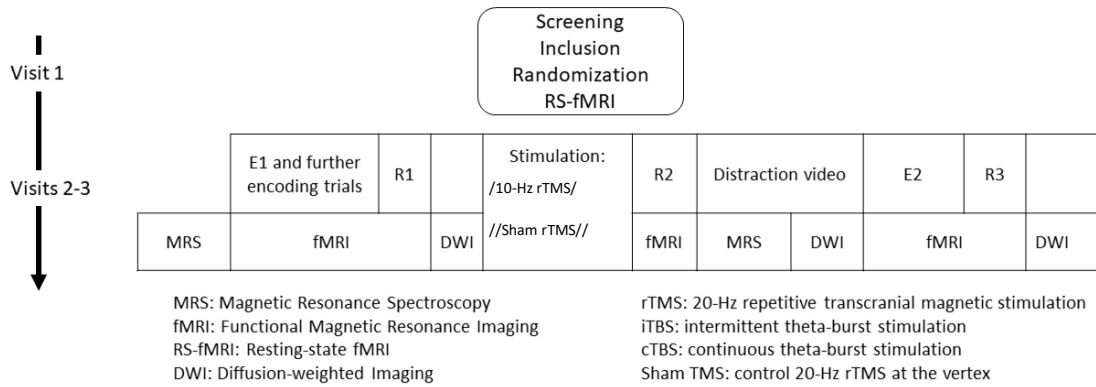 Screening
Inclusion
Randomization
RS-fMRI
Visit 1
Visits 2-3
E1 and further
encoding trials
R1
Stimulation:
/10-Hz rTMS/
//Sham rTMS//
R2
Distraction video
E2
R3
MRS
fMRI
DWI
fMRI
MRS
DWI
fMRI
DWI
MRS: Magnetic Resonance Spectroscopy
fMRI: Functional Magnetic Resonance Imaging
RS-fMRI: Resting-state fMRI
DWI: Diffusion-weighted Imaging
rTMS: 20-Hz repetitive transcranial magnetic stimulation
iTBS: intermittent theta-burst stimulation
cTBS: continuous theta-burst stimulation
Sham TMS: control 20-Hz rTMS at the vertex